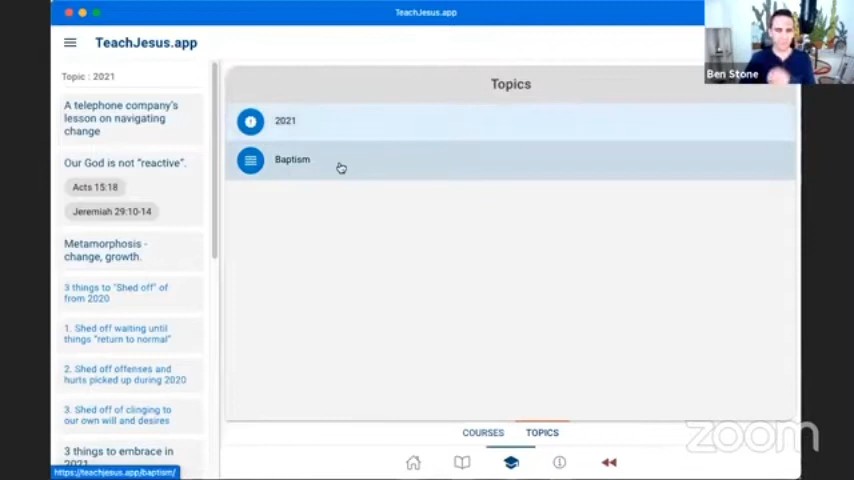 TeachJesus.app
TeachJesus.app
Ben Stone
Topic : 2021
A telephone company's
lesson on navigating
change
Our God is not "reactive".
Acts 15:18
Jeremiah 29:10-14
Metamorphosis -
change, growth.
3 things to "Shed off" of
from 2020
1. Shed off waiting until
things "return to normal"
2. Shed off offenses and
hurts picked up during 2020
3. Shed off of clinging to
our own will and desires
3 things to embrace in
2021
https://teachjesus.app/baptism/
Topics
2021
Baptism
COURSES
TOPICS
zoom